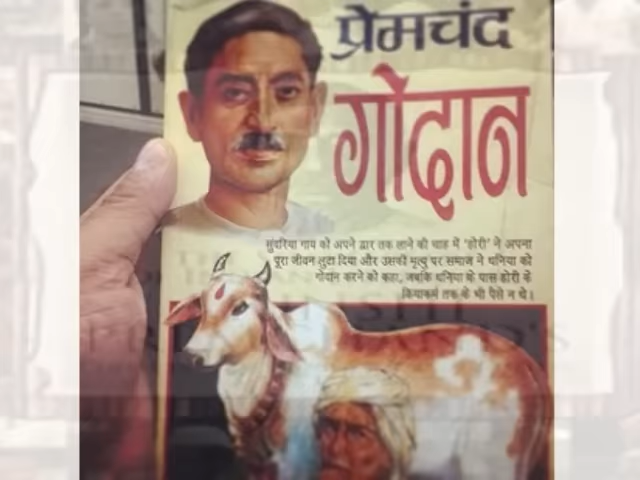 प्रेमचंद
गोदान
सुंदरिया गाय को अपने द्वार तक लाने की चाह में 'होरी' ने अपना
पूरा जीवन लुटा दिया और उसकी मृत्यु पर समाज ने धनिया को
गोदान करने को कहा, जबकि धनिया के पास होरी के
क्रियाकर्म तक के भी पैसे न थे।